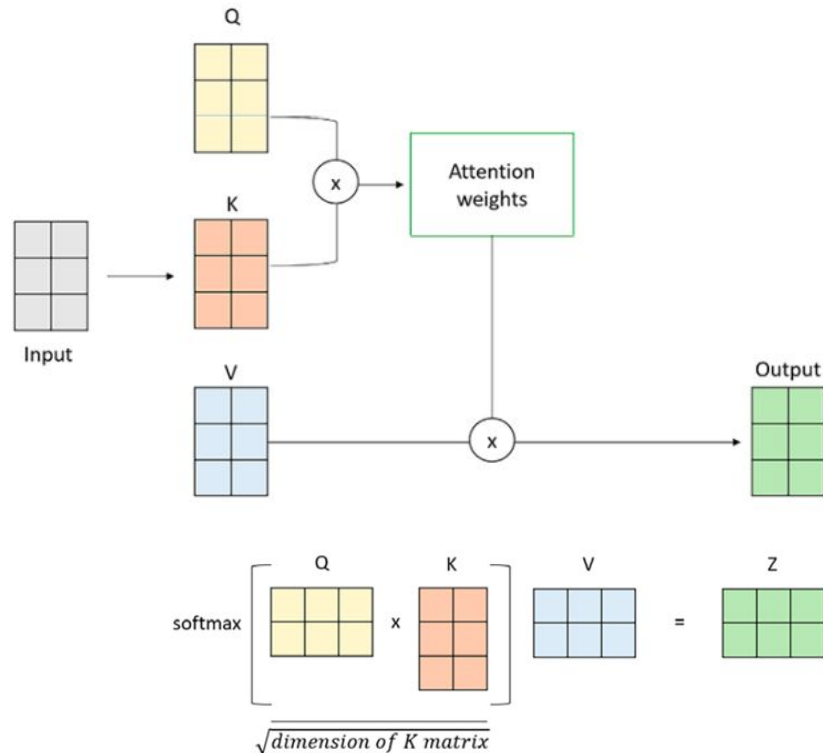 Q
x
Attention
weights
K
Input
V
Output
x
Q
K
V
Z
softmax
x
=
√dimension of K matrix